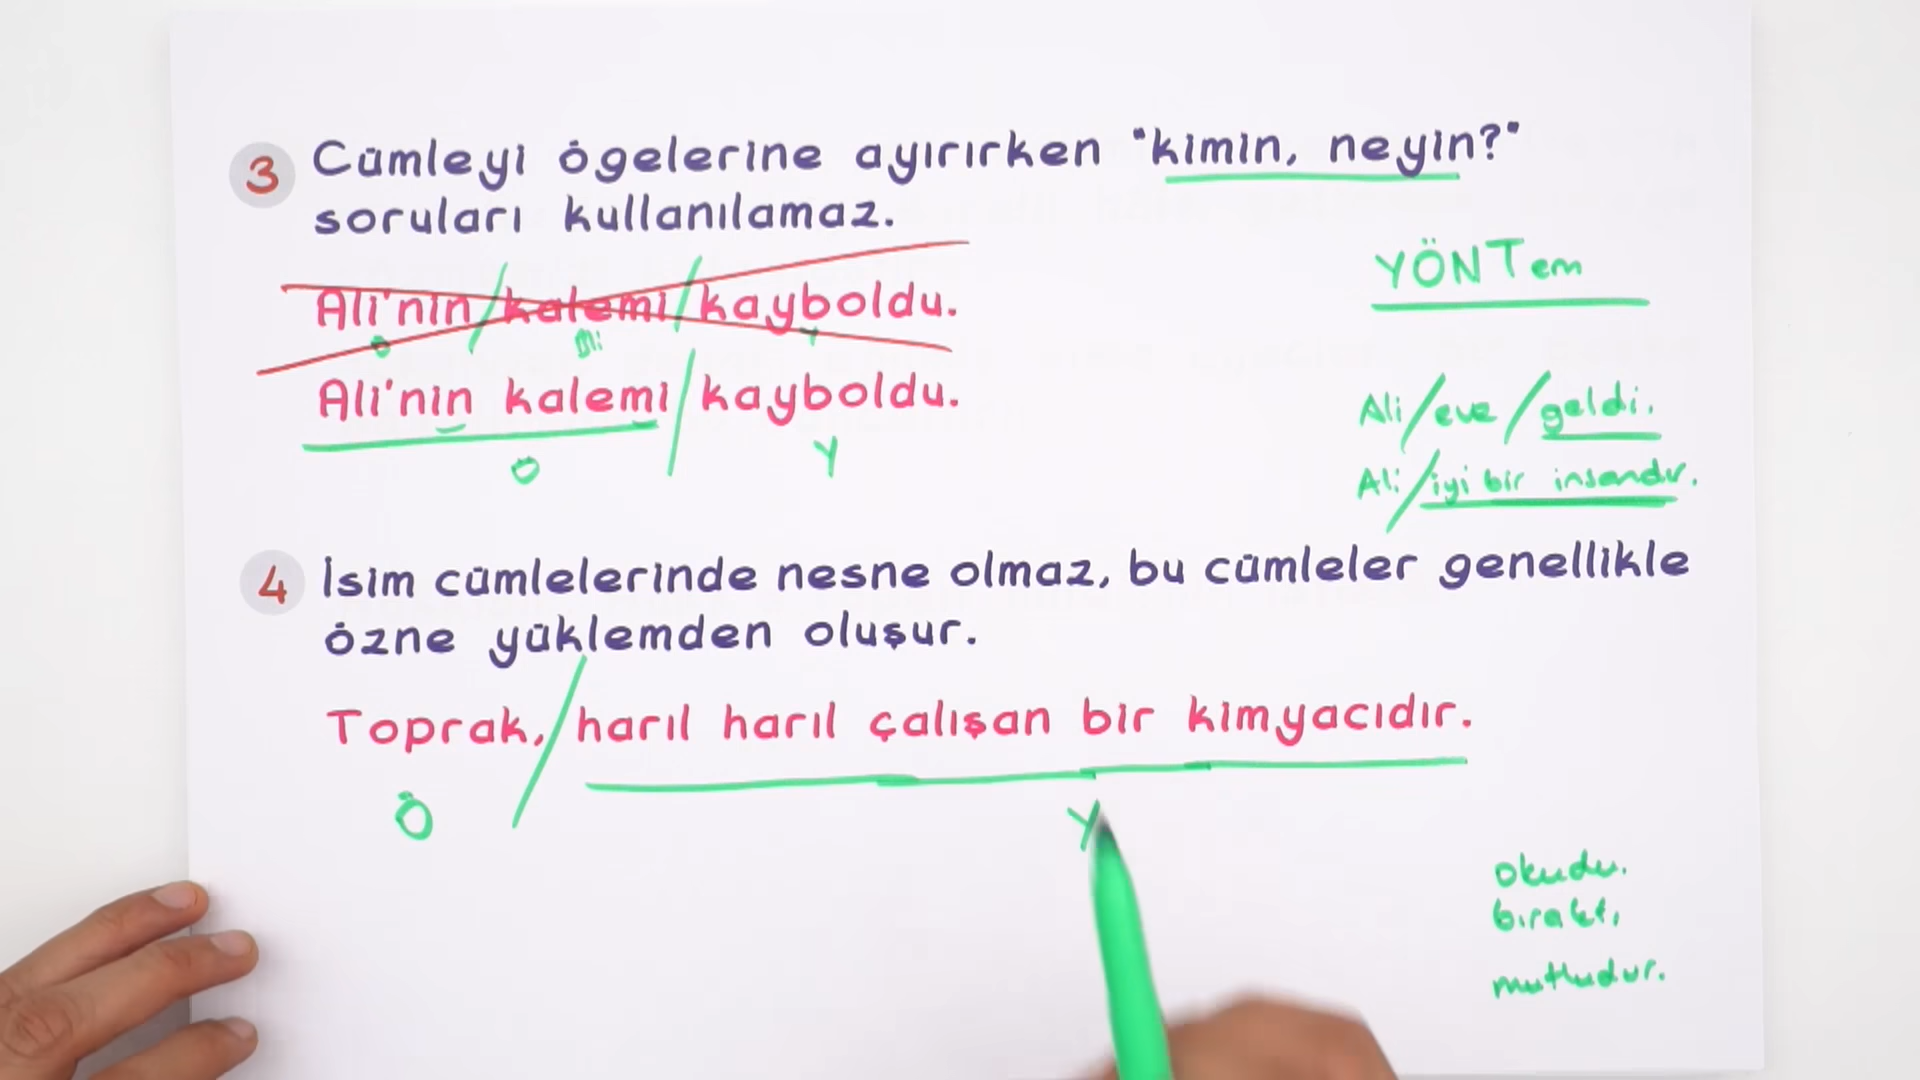 3 Cümleyi ögelerine ayırırken "kimin, neyin?"
soruları kullanılamaz.
YÖNTem
Ali'nin / kalemi / kayboldu.
Ö Y
Ali'nin kalemi / kayboldu.
Ö Y
Ali / eve / geldi.
Ali / iyi bir insandır.
4 İsim cümlelerinde nesne olmaz, bu cümleler genellikle
özne yüklemden oluşur.
Toprak, / harıl harıl çalışan bir kimyacıdır.
Ö Y
okudu.
bıraktı
mutludur.